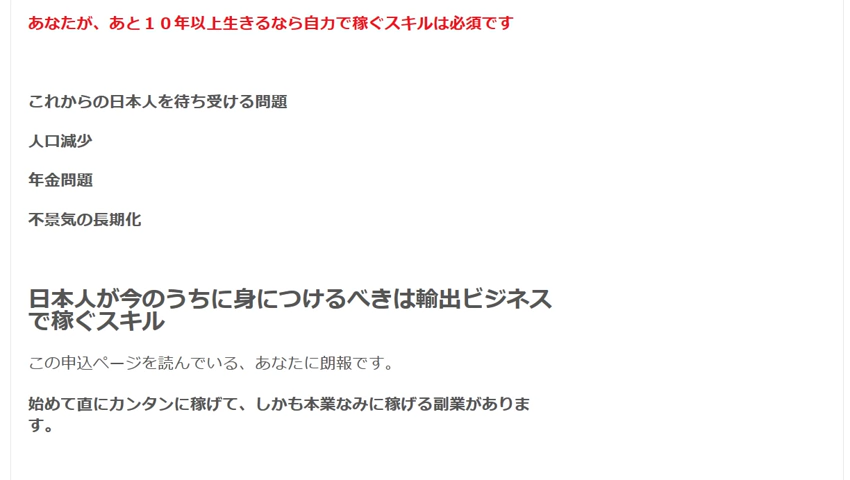 あなたが、あと１０年以上生きるなら自力で稼ぐスキルは必須です
これからの日本人を待ち受ける問題
人口減少
年金問題
不景気の長期化
日本人が今のうちに身につけるべきは輸出ビジネス
で稼ぐスキル
この申込ページを読んでいる、あなたに朗報です。
始めて直にカンタンに稼げて、しかも本業なみに稼げる副業がありま
す。